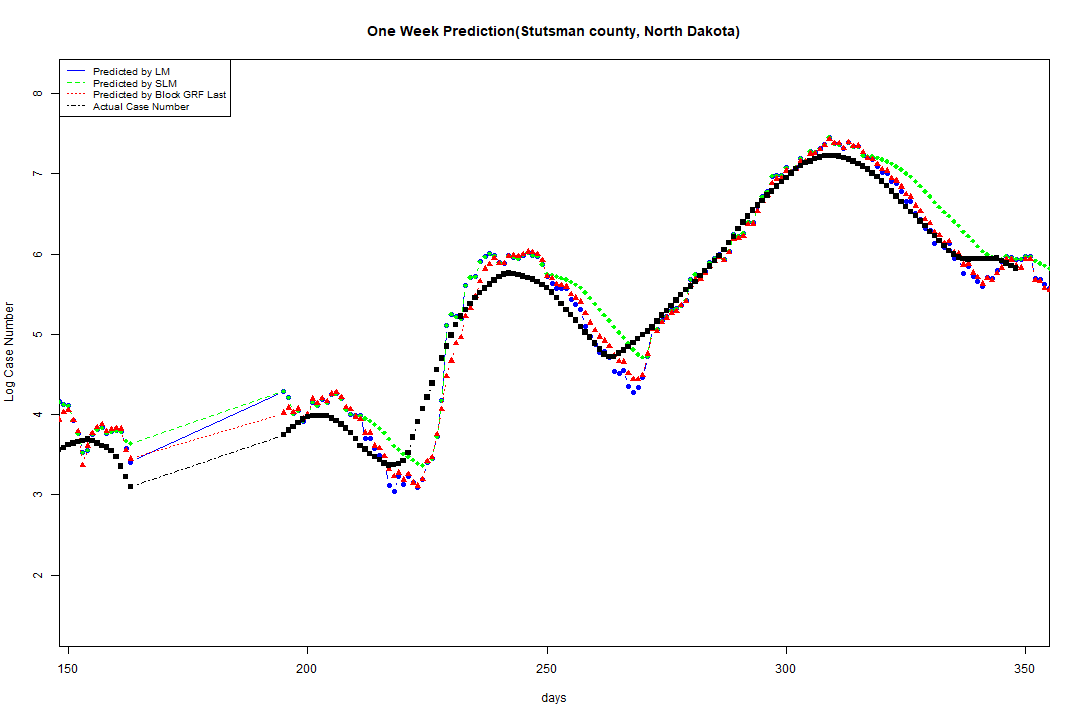 One Week Prediction(Stutsman county, North Dakota)
Predicted by LM
Predicted by SLM
Predicted by Block GRF Last
Actual Case Number
8
7
6
5
4
3
2
Log Case Number
150 200 250 300 350
days